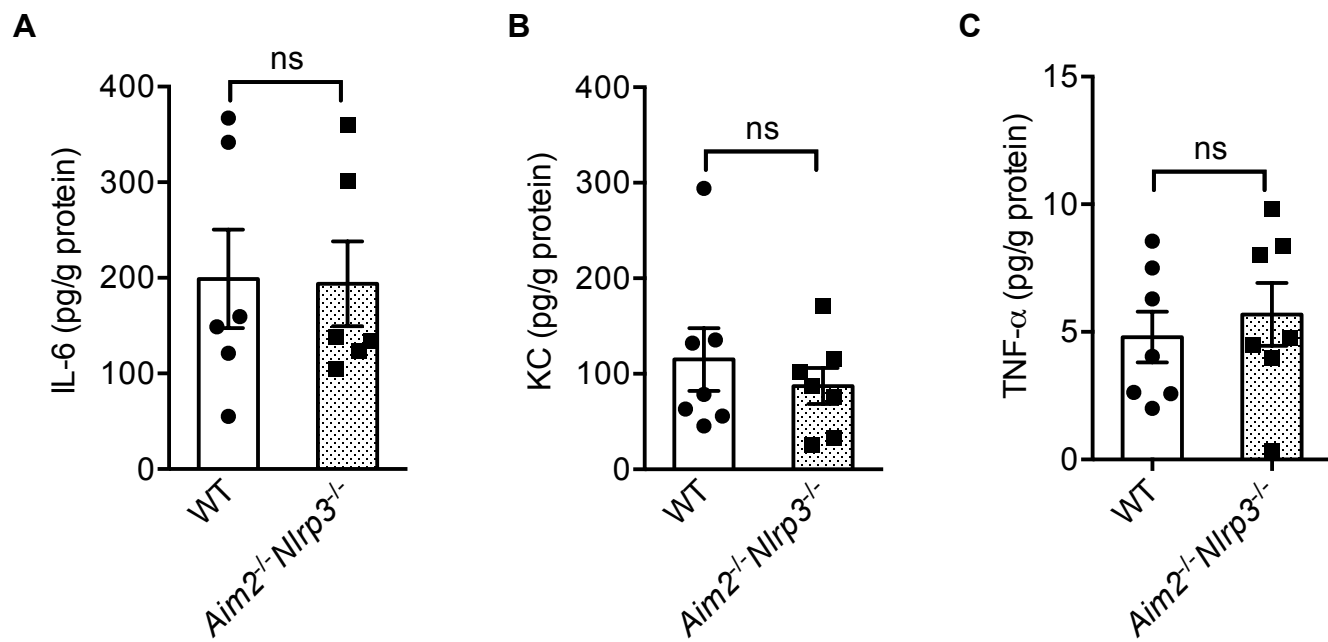 A
IL-6 (pg/g protein)
400
300
200
100
0
ns
WT
Aim2-/-Nlrp3-/-
B
KC (pg/g protein)
400
300
200
100
0
ns
WT
Aim2-/-Nlrp3-/-
C
TNF-α (pg/g protein)
15
10
5
0
ns
WT
Aim2-/-Nlrp3-/-